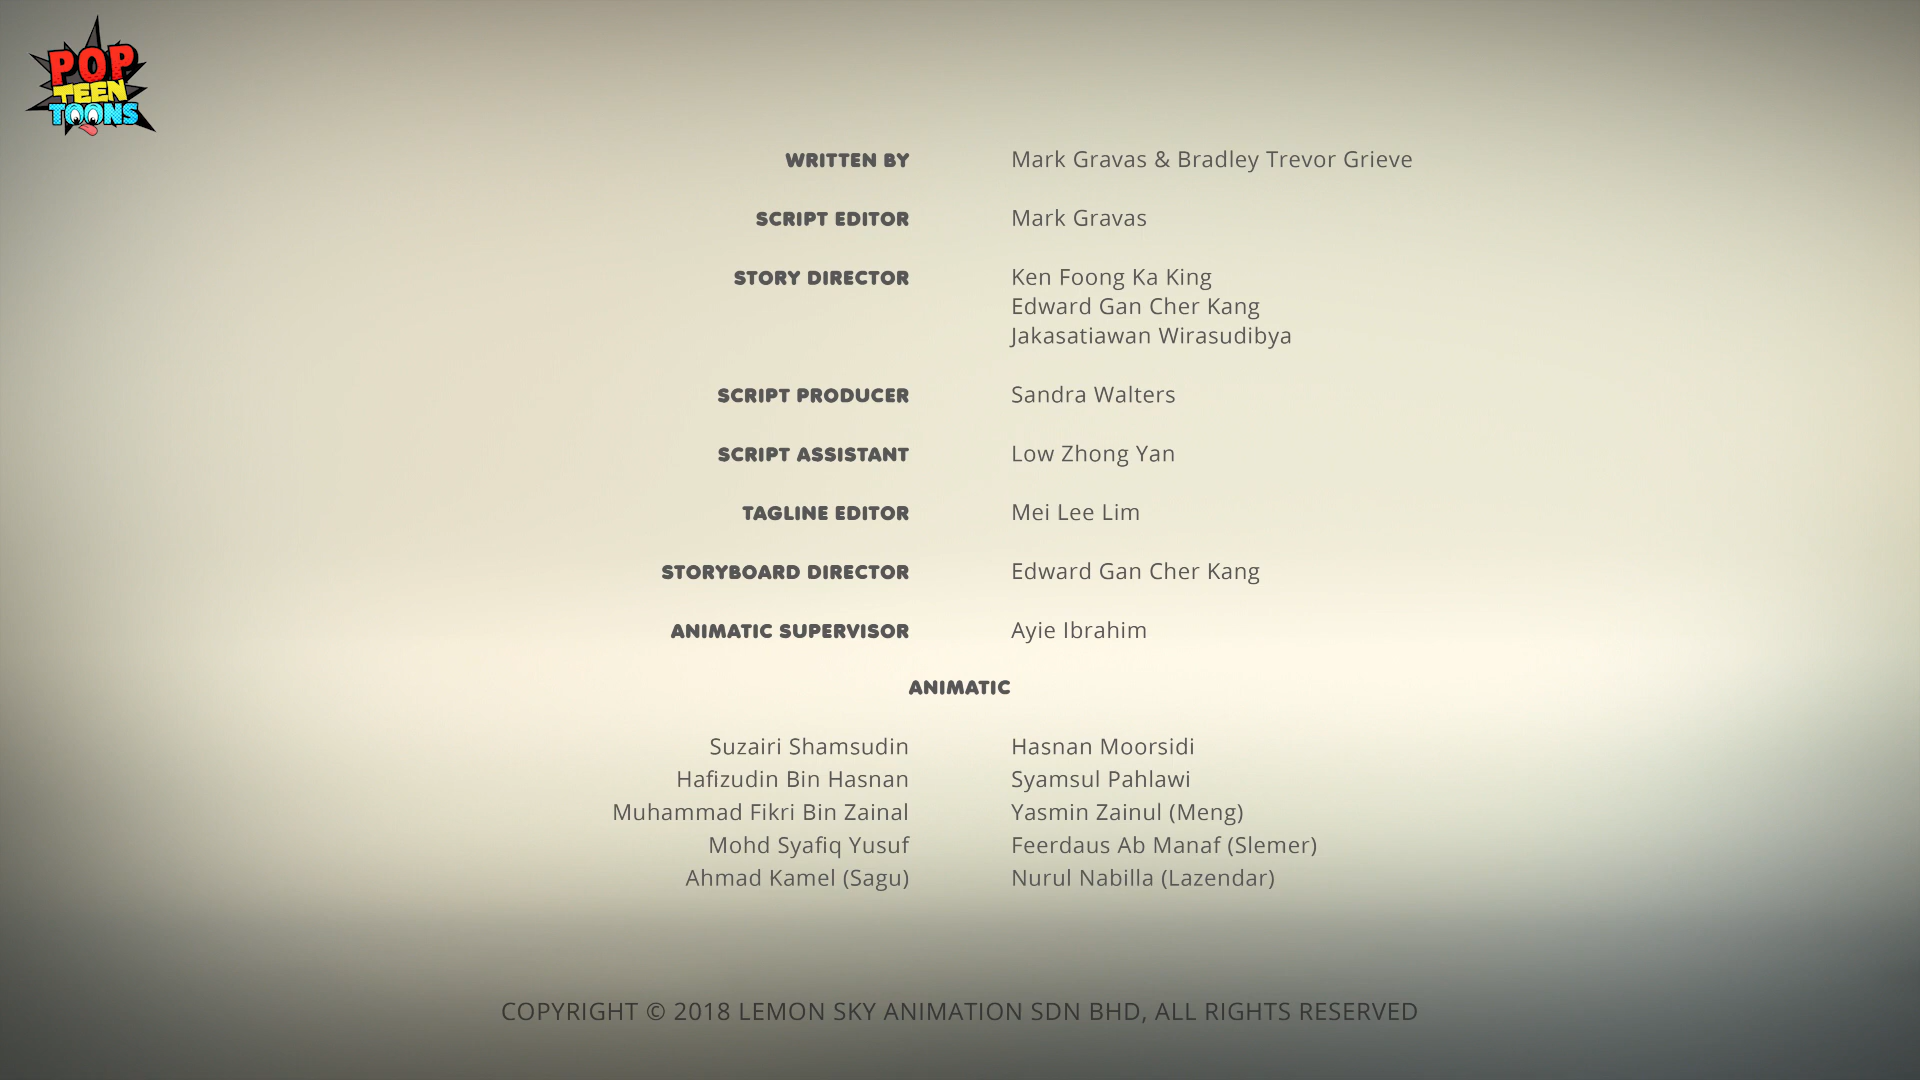 POP
TEEN
TOONS
WRITTEN BY Mark Gravas & Bradley Trevor Grieve
SCRIPT EDITOR Mark Gravas
STORY DIRECTOR Ken Foong Ka King
Edward Gan Cher Kang
Jakasatiawan Wirasudibya
SCRIPT PRODUCER Sandra Walters
SCRIPT ASSISTANT Low Zhong Yan
TAGLINE EDITOR Mei Lee Lim
STORYBOARD DIRECTOR Edward Gan Cher Kang
ANIMATIC SUPERVISOR Ayie Ibrahim
ANIMATIC
Suzairi Shamsudin Hasnan Moorsidi
Hafizudin Bin Hasnan Syamsul Pahlawi
Muhammad Fikri Bin Zainal Yasmin Zainul (Meng)
Mohd Syafiq Yusuf Feerdaus Ab Manaf (Slemer)
Ahmad Kamel (Sagu) Nurul Nabilla (Lazendar)
COPYRIGHT © 2018 LEMON SKY ANIMATION SDN BHD, ALL RIGHTS RESERVED